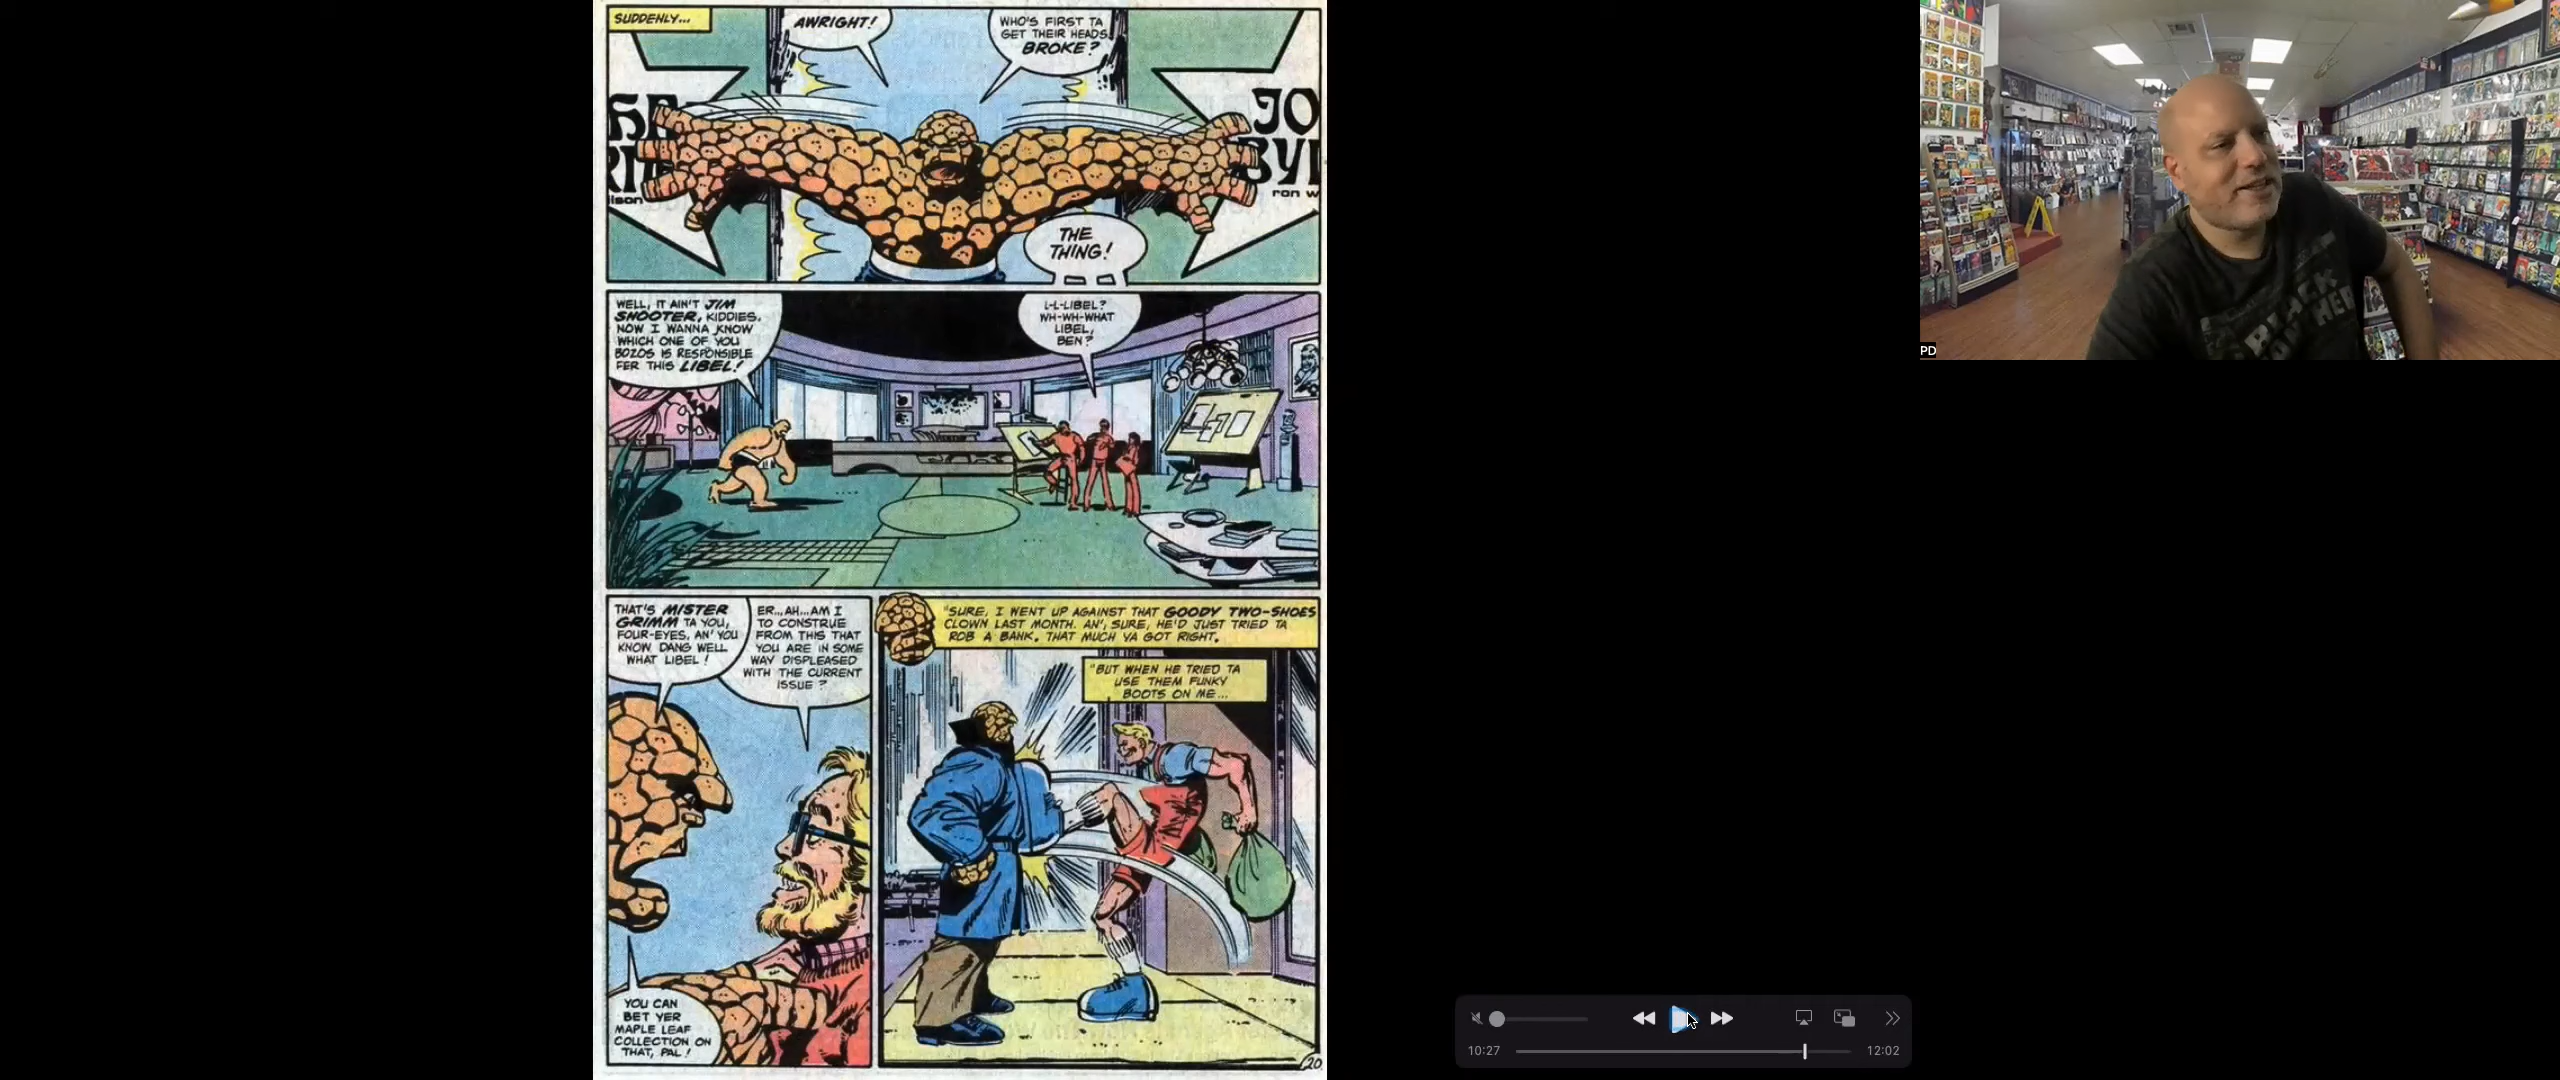 SUDDENLY...
AWRIGHT!
WHO'S FIRST TA
GET THEIR HEADS
BROKE?
JO
BY
ron w
lson
THE
THING!
WELL, IT AIN'T JIM
SHOOTER, KIDDIES.
NOW I WANNA KNOW
WHICH ONE OF YOU
BOZOS IS RESPONSIBLE
FER THIS LIBEL!
L-L-LIBEL?
WH-WH-WHAT
LIBEL,
BEN?
THAT'S MISTER
GRIMM TA YOU,
FOUR-EYES, AN' YOU
KNOW DANG WELL
WHAT LIBEL!
ER...AH...AM I
TO CONSTRUE
FROM THIS THAT
YOU ARE IN SOME
WAY DISPLEASED
WITH THE CURRENT
ISSUE?
YOU CAN
BET YER
MAPLE LEAF
COLLECTION ON
THAT, PAL!
"SURE, I WENT UP AGAINST THAT GOODY TWO-SHOES
CLOWN LAST MONTH. AN', SURE, HE'D JUST TRIED TA
ROB A BANK. THAT MUCH YA GOT RIGHT.
"BUT WHEN HE TRIED TA
USE THEM FUNKY
BOOTS ON ME...
20
PD
BLACK
10:27
12:02